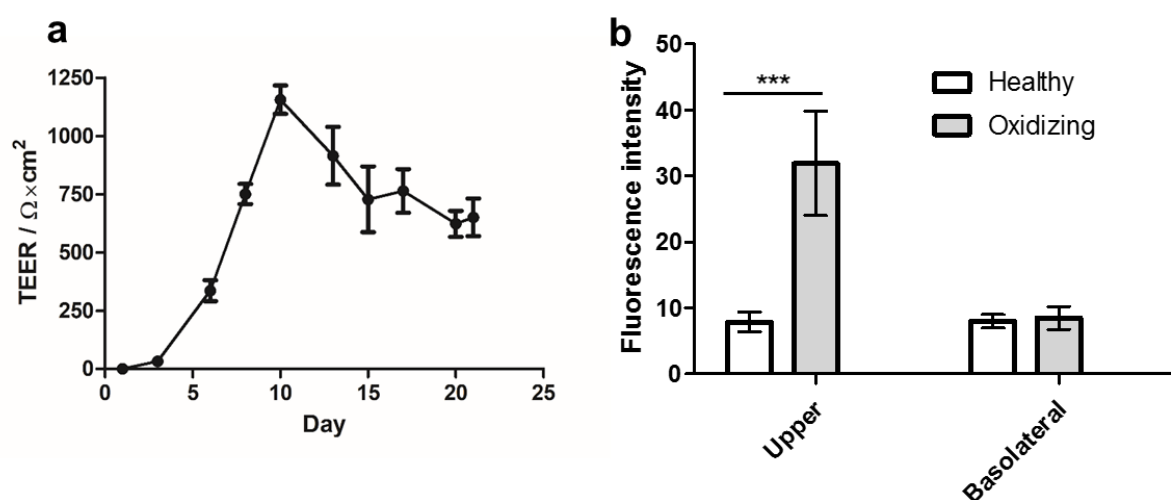 a
TEER / Ω×cm²
1250
1000
750
500
250
0
0 5 10 15 20 25
Day
b
Fluorescence intensity
50
40
30
20
10
0
***
Healthy
Oxidizing
Upper
Basolateral